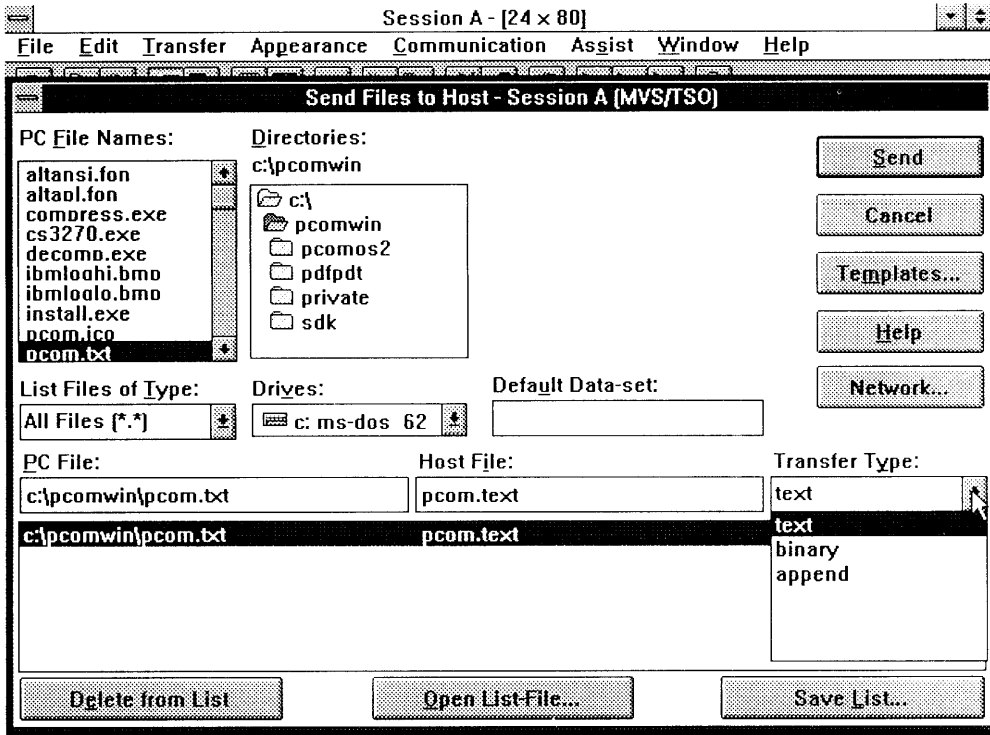 Session A - [24 x 80]
File Edit Transfer Appearance Communication Assist Window Help
Send Files to Host - Session A (MVS/TSO)
PC File Names:
altansi.fon
altapl.fon
compress.exe
cs3270.exe
decomp.exe
ibmloghi.bmp
ibmloglo.bmp
install.exe
pcom.ico
pcom.txt
Directories:
c:\pcomwin
c:\
pcomwin
pcomos2
pdfpdt
private
sdk
Send
Cancel
Templates...
Help
Network...
List Files of Type:
All Files (*.*)
Drives:
c: ms-dos 62
Default Data-set:
PC File:
c:\pcomwin\pcom.txt
Host File:
pcom.text
Transfer Type:
text
c:\pcomwin\pcom.txt pcom.text
text
binary
append
Delete from List
Open List-File...
Save List...